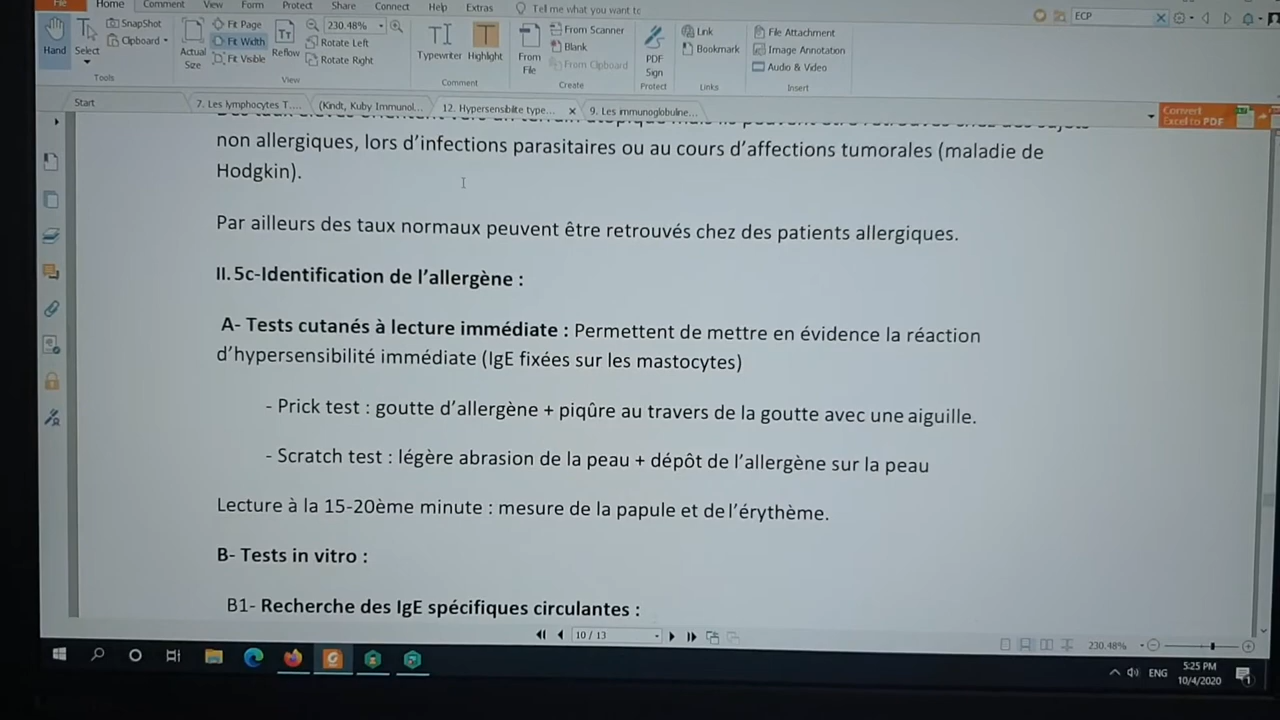 File Home Comment View Form Protect Share Connect Help Extras Tell me what you want to ECP
Hand
Select
SnapShot
Clipboard
Tools
Actual Size
Fit Page
Fit Width
Fit Visible
Reflow
230.48%
Rotate Left
Rotate Right
View
Typewriter
Highlight
Comment
From File
From Scanner
Blank
From Clipboard
Create
PDF Sign
Protect
Link
Bookmark
Links
File Attachment
Image Annotation
Audio & Video
Insert
Start 7. Les lymphocytes T.... (Kindt, Kuby Immunol... 12. Hypersensiblite type... 9. Les immunoglobulne...
Convert Excel to PDF
non allergiques, lors d'infections parasitaires ou au cours d'affections tumorales (maladie de
Hodgkin).
Par ailleurs des taux normaux peuvent être retrouvés chez des patients allergiques.
II. 5c-Identification de l'allergène :
A- Tests cutanés à lecture immédiate : Permettent de mettre en évidence la réaction
d'hypersensibilité immédiate (IgE fixées sur les mastocytes)
- Prick test : goutte d'allergène + piqûre au travers de la goutte avec une aiguille.
- Scratch test : légère abrasion de la peau + dépôt de l'allergène sur la peau
Lecture à la 15-20ème minute : mesure de la papule et de l'érythème.
B- Tests in vitro :
B1- Recherche des IgE spécifiques circulantes :
10 / 13
230.48%
ENG
5:25 PM
10/4/2020
1